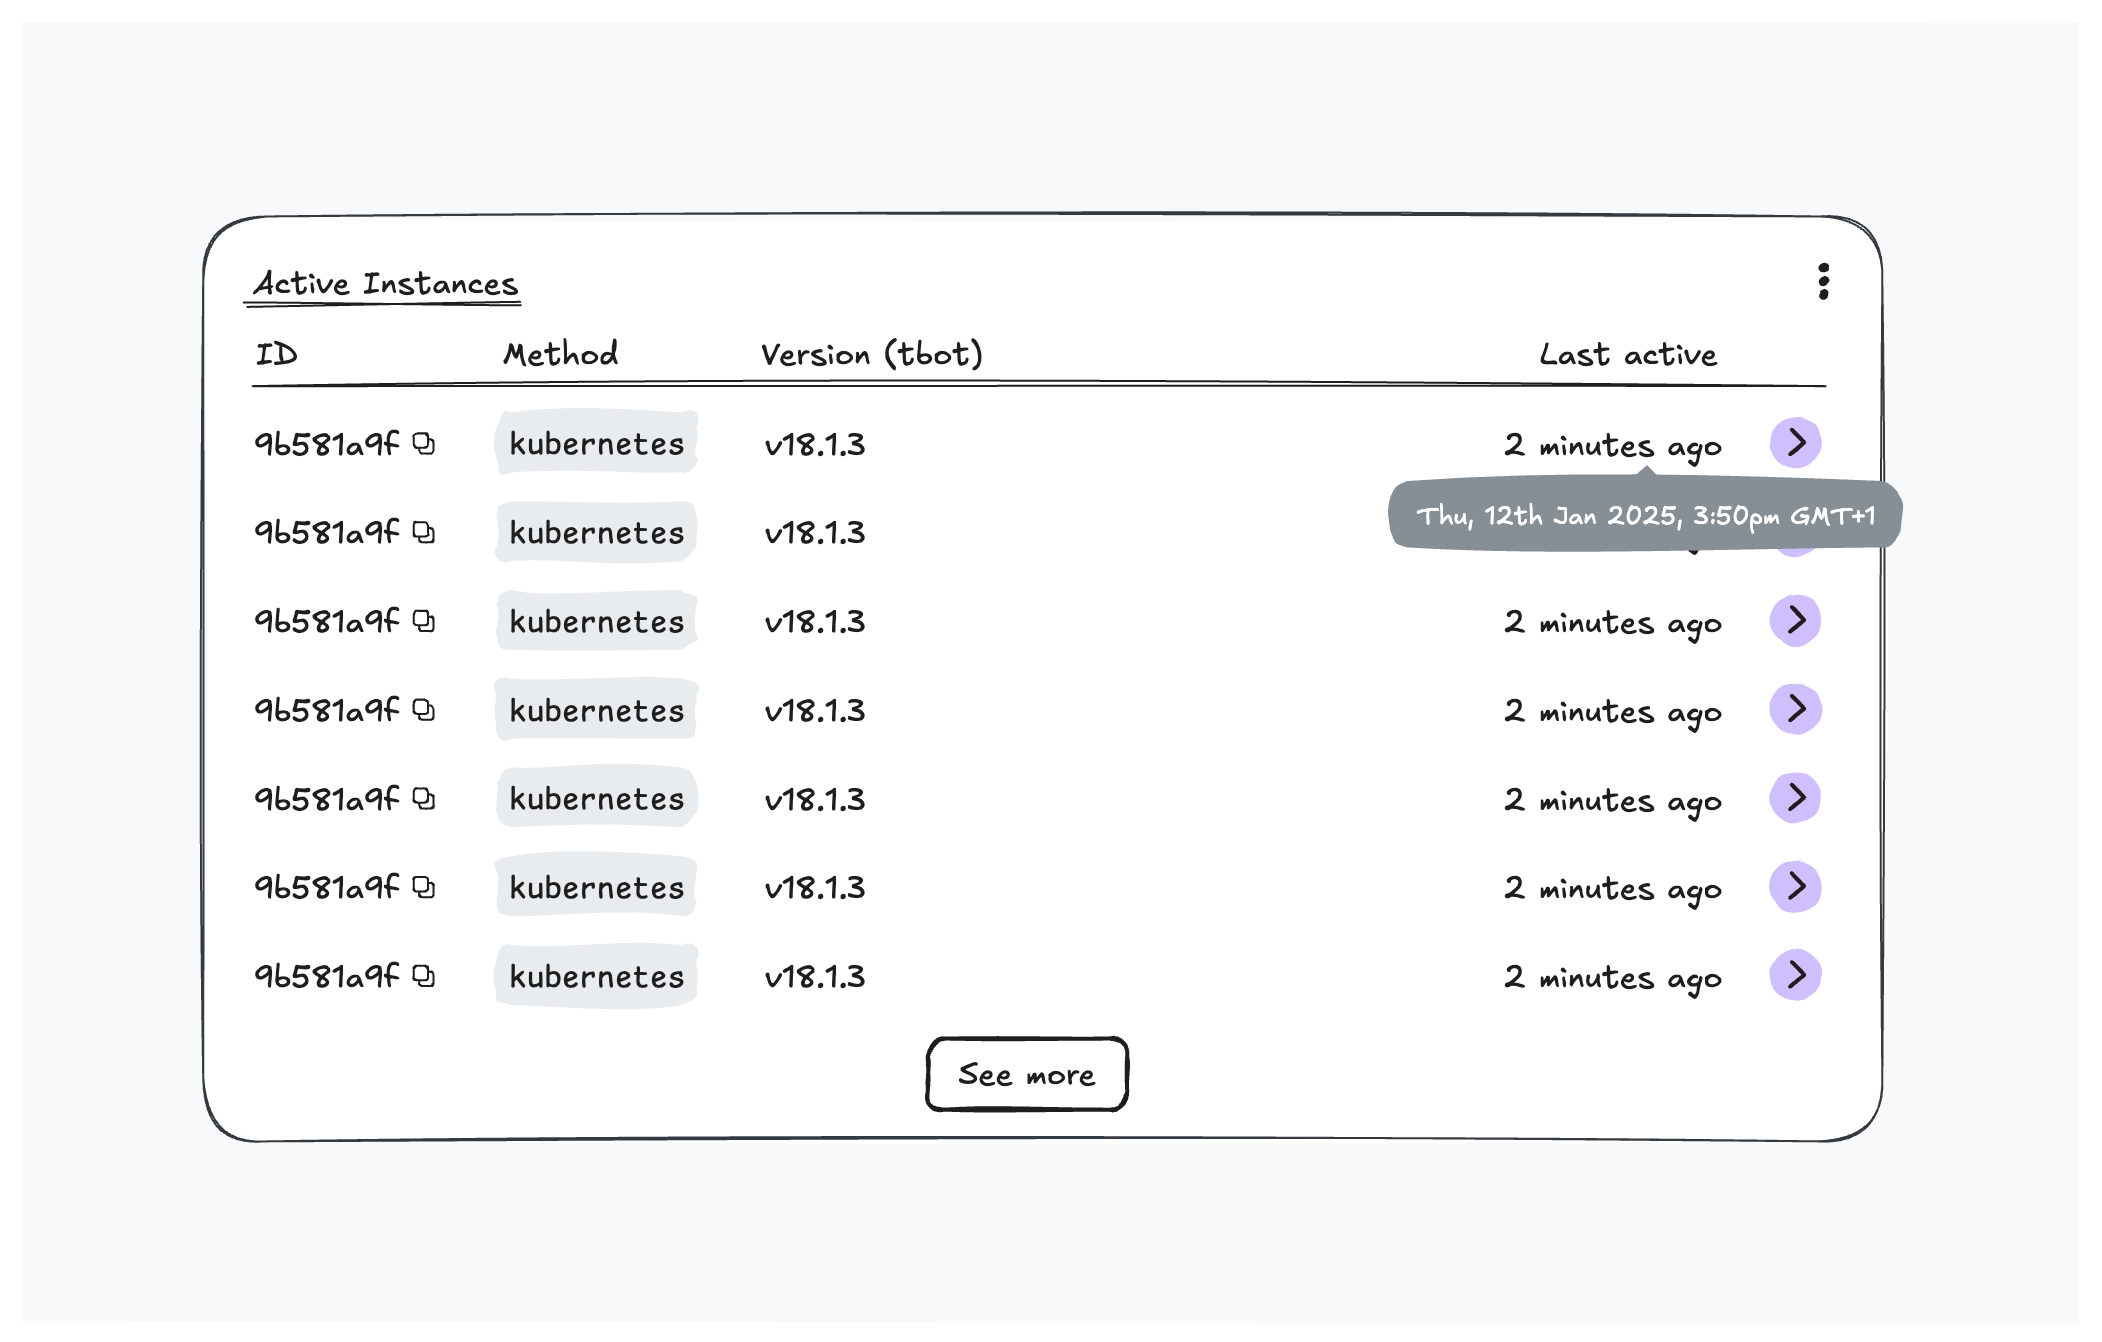 Active Instances
ID Method Version (tbot) Last active
9b581a9f kubernetes v18.1.3 2 minutes ago
Thu, 12th Jan 2025, 3:50pm GMT+1
9b581a9f kubernetes v18.1.3
9b581a9f kubernetes v18.1.3 2 minutes ago
9b581a9f kubernetes v18.1.3 2 minutes ago
9b581a9f kubernetes v18.1.3 2 minutes ago
9b581a9f kubernetes v18.1.3 2 minutes ago
9b581a9f kubernetes v18.1.3 2 minutes ago
See more